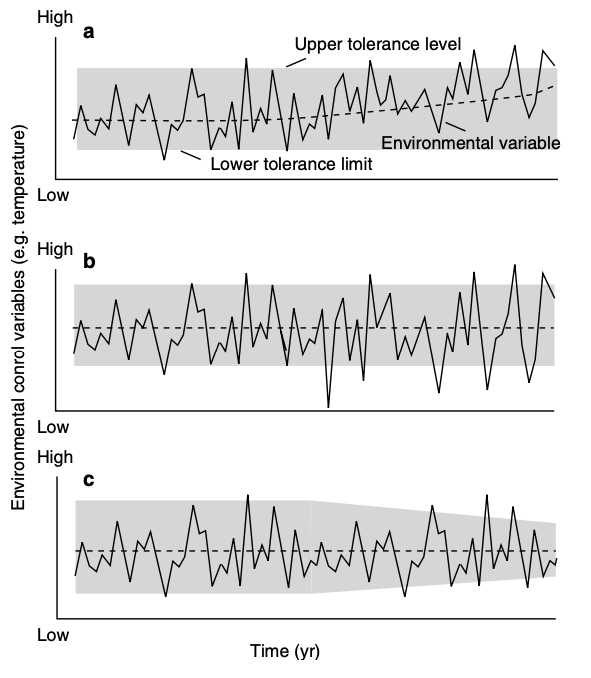 High
a
Upper tolerance level
Environmental variable
Lower tolerance limit
Low
Environmental conrol variables (e.g. temperature)
High
b
Low
High
c
Low
Time (yr)